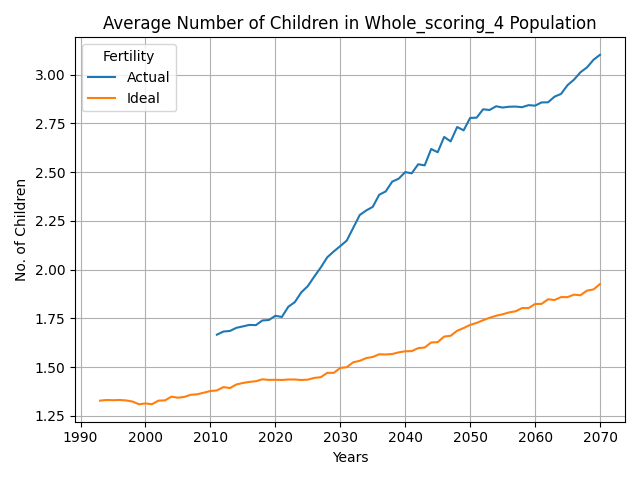 Average Number of Children in Whole_scoring_4 Population
Fertility
Actual
Ideal
No. of Children
3.00
2.75
2.50
2.25
2.00
1.75
1.50
1.25
1990 2000 2010 2020 2030 2040 2050 2060 2070
Years